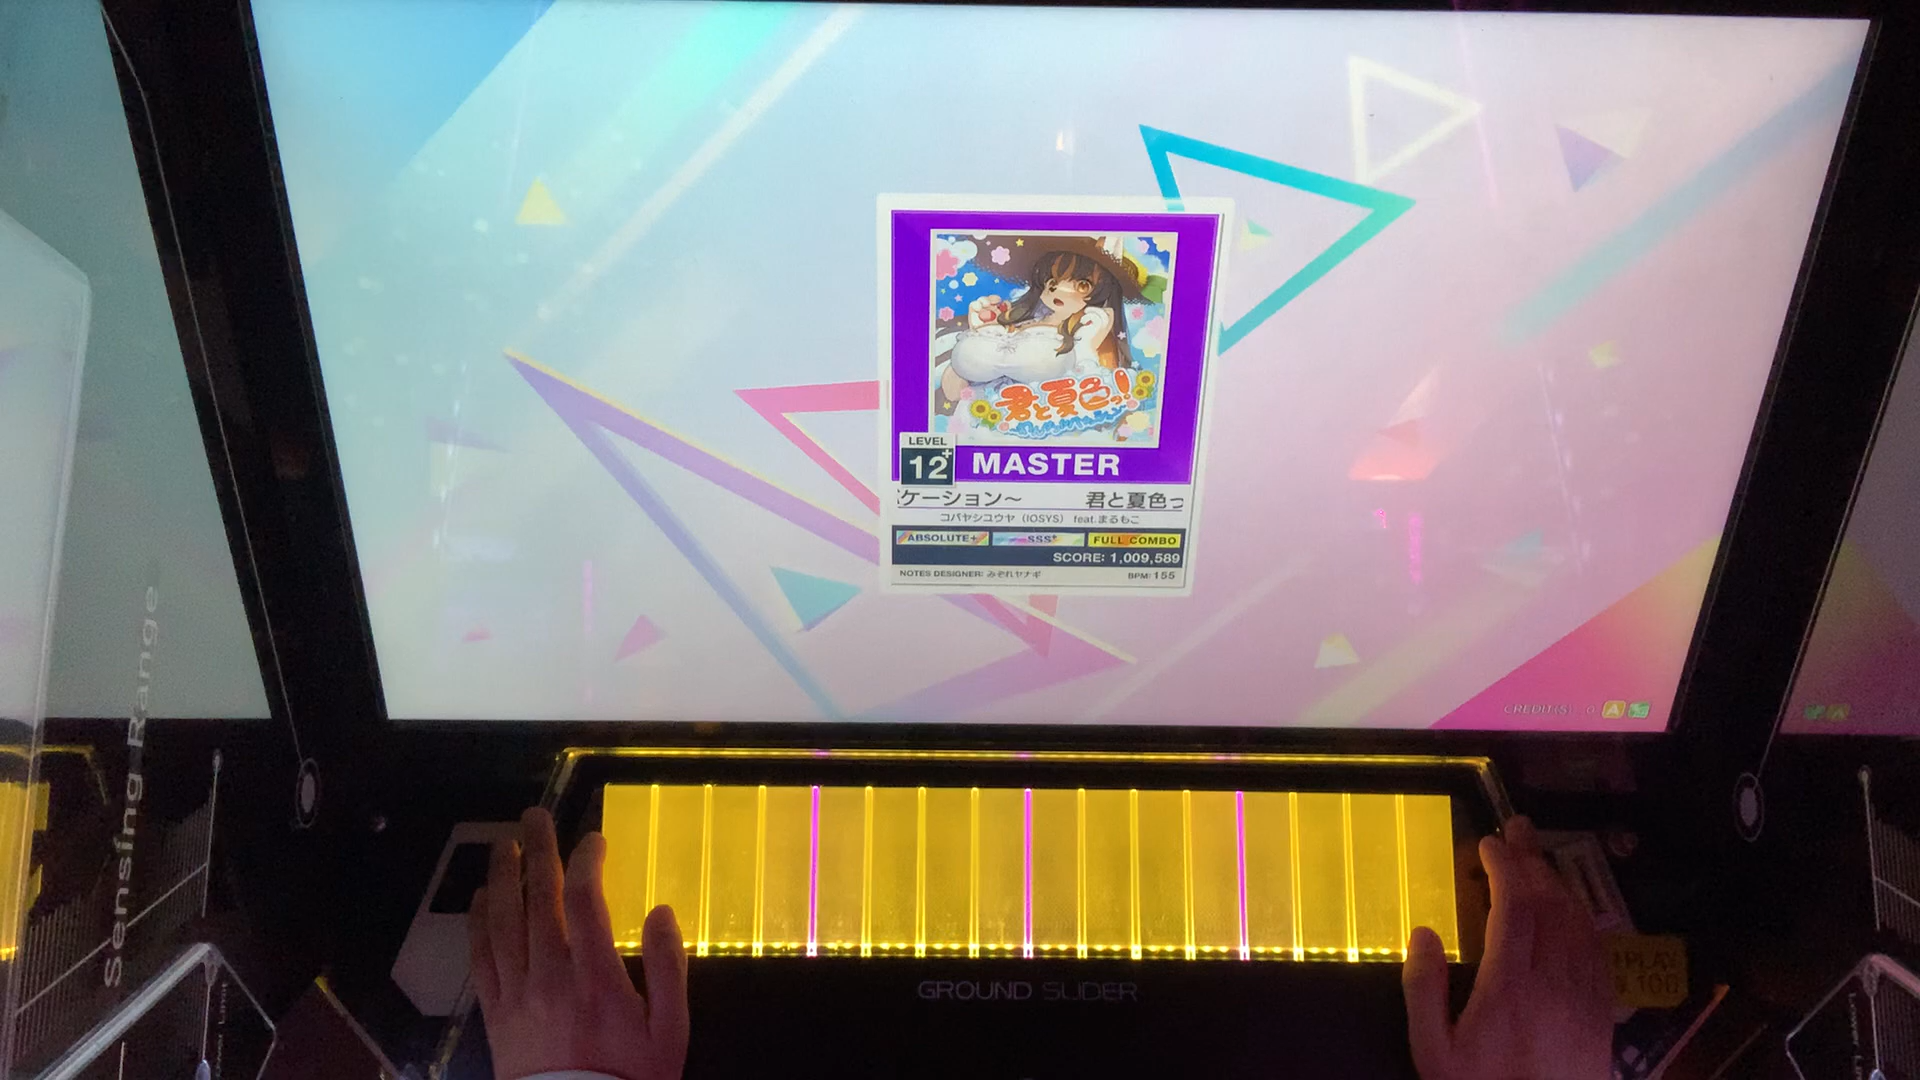 君と夏色っ!
LEVEL
12+
MASTER
ケーション～　君と夏色っ
コバヤシユウヤ（IOSYS） feat.まるもこ
ABSOLUTE+ SSS+ FULL COMBO
SCORE: 1,009,589
NOTES DESIGNER: みぞれヤナギ BPM: 155
CREDIT(S): 0 A
Sensing Range
GROUND SLIDER